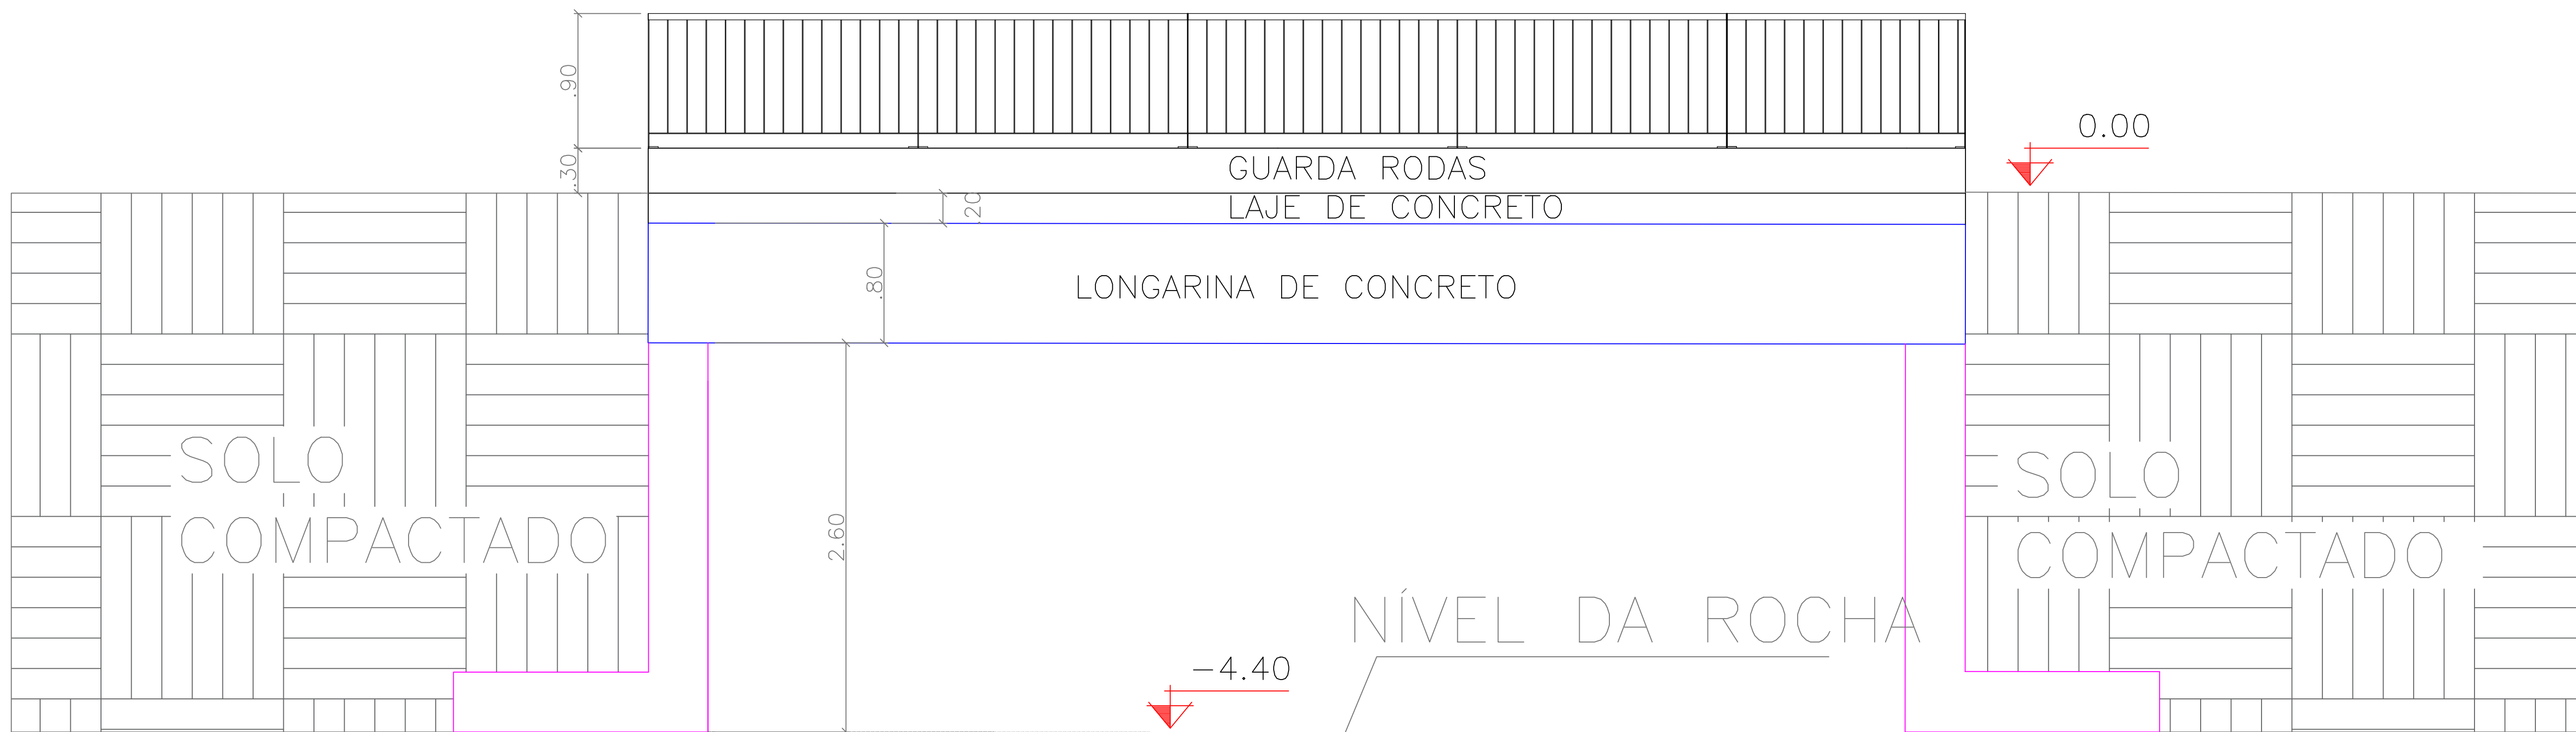 .90
0.00
.30
GUARDA RODAS
.20
LAJE DE CONCRETO
.80
LONGARINA DE CONCRETO
SOLO
COMPACTADO
SOLO
COMPACTADO
2.60
NÍVEL DA ROCHA
-4.40